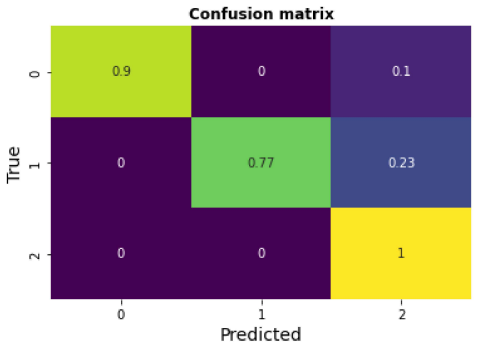 Confusion matrix
True
0 0.9 0 0.1
1 0 0.77 0.23
2 0 0 1
0 1 2
Predicted